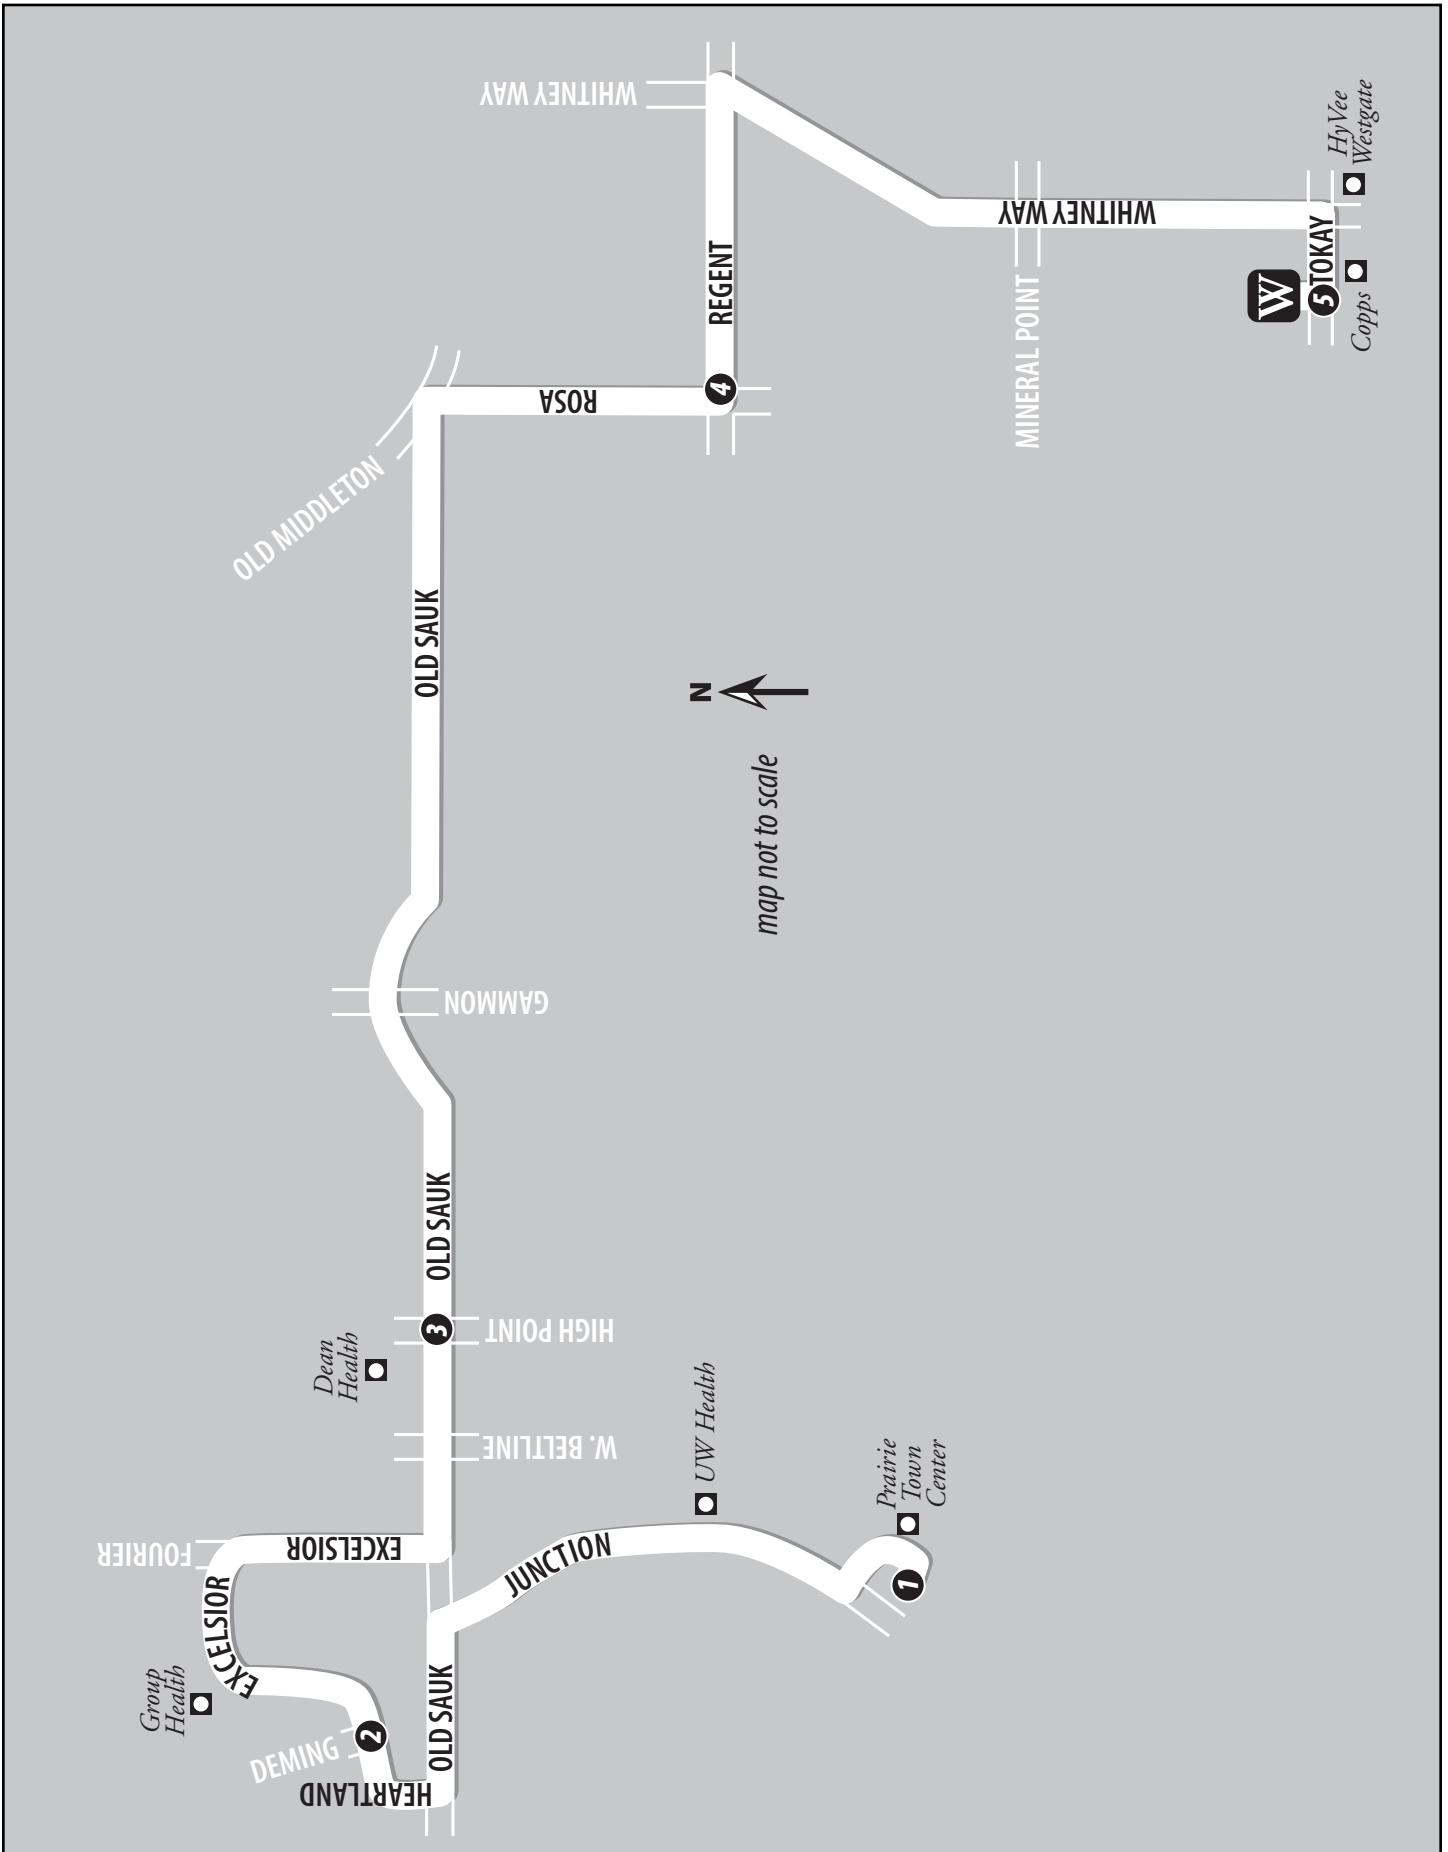 FOURIER
EXCELSIOR
EXCELSIOR
Group
Health
DEMING
2
HEARTLAND
OLD SAUK
JUNCTION
UW Health
Prairie
Town
Center
1
W. BELTLINE
Dean
Health
3
HIGH POINT
OLD SAUK
GAMMON
OLD SAUK
N
map not to scale
OLD MIDDLETON
ROSA
4
REGENT
WHITNEY WAY
WHITNEY WAY
MINERAL POINT
W
5
TOKAY
Copps
HyVee
Westgate